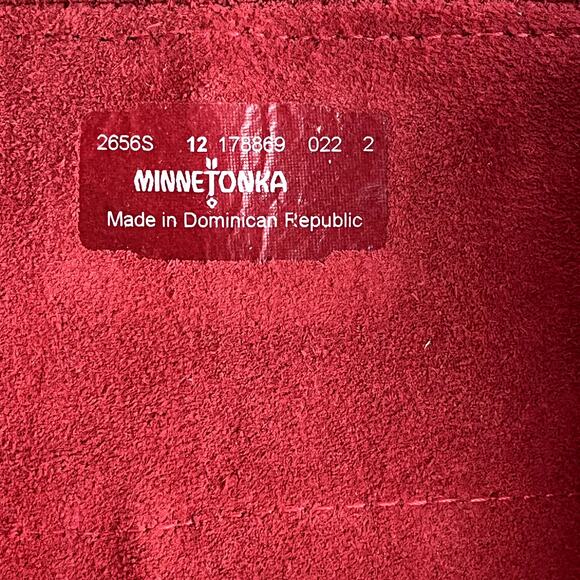 2656S 12 178869 022 2
MINNETONKA
Made in Dominican Republic